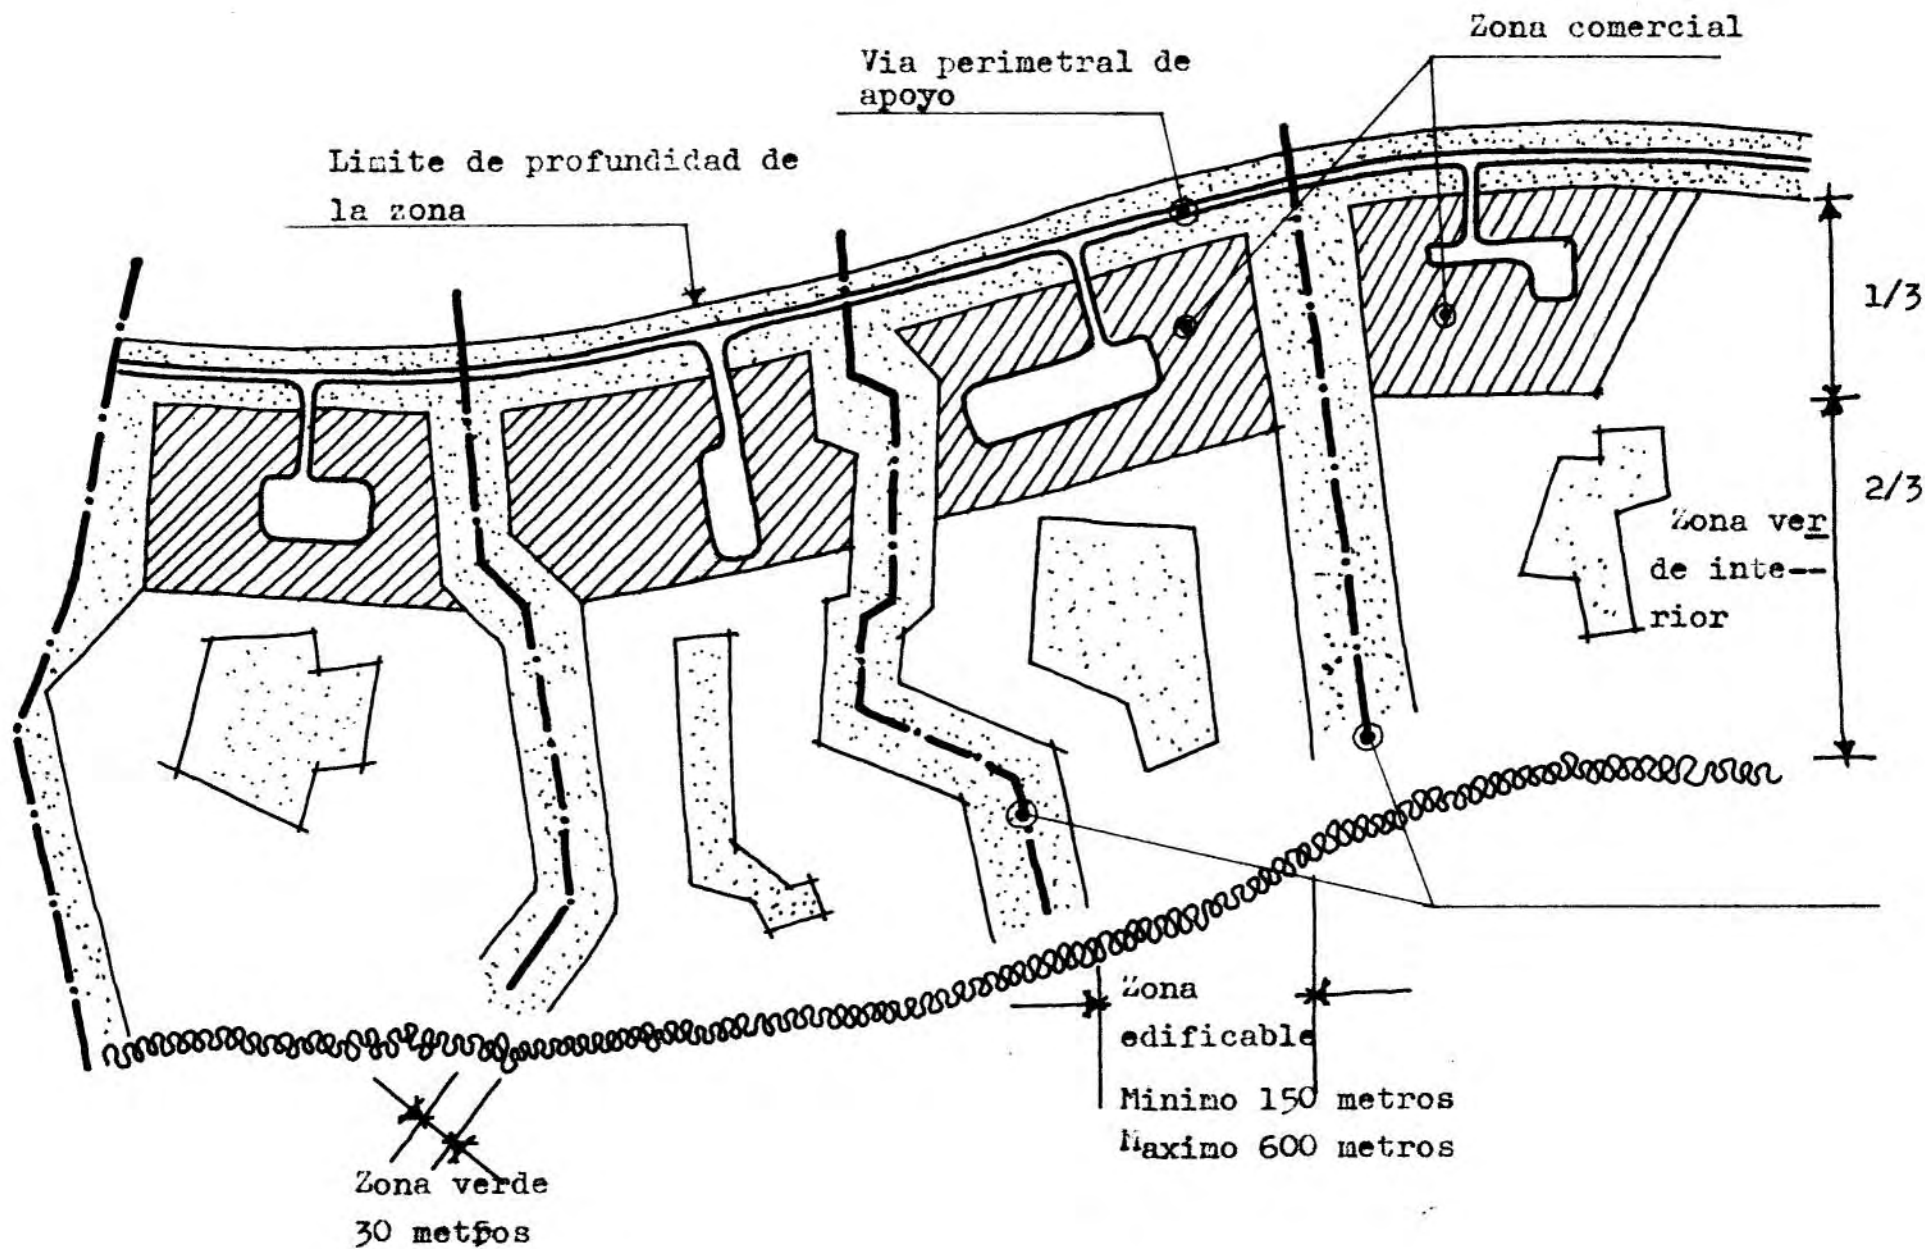 Zona comercial
Via perimetral de
apoyo
Limite de profundidad de
la zona
1/3
2/3
Zona ver
de inte--
rior
Zona
edificable
Minimo 150 metros
Maximo 600 metros
Zona verde
30 metros